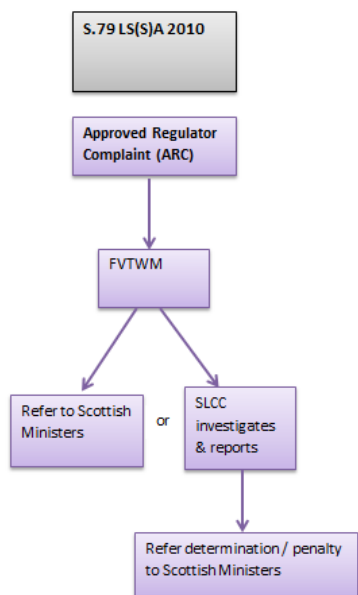 S.79 LS(S)A 2010
Approved Regulator
Complaint (ARC)
FVTWM
Refer to Scottish
Ministers
or
SLCC
investigates
& reports
Refer determination / penalty
to Scottish Ministers